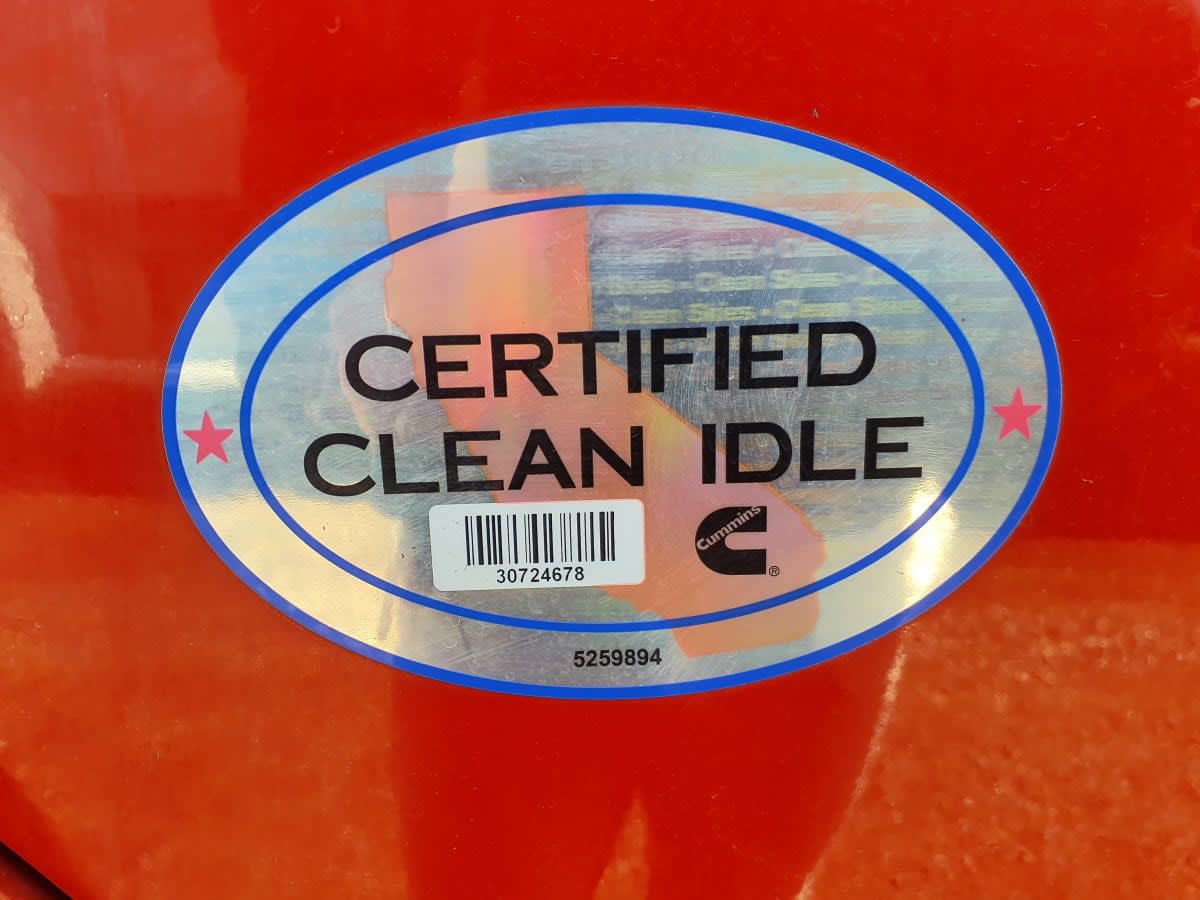 CERTIFIED
CLEAN IDLE
30724678
Cummins
®
5259894